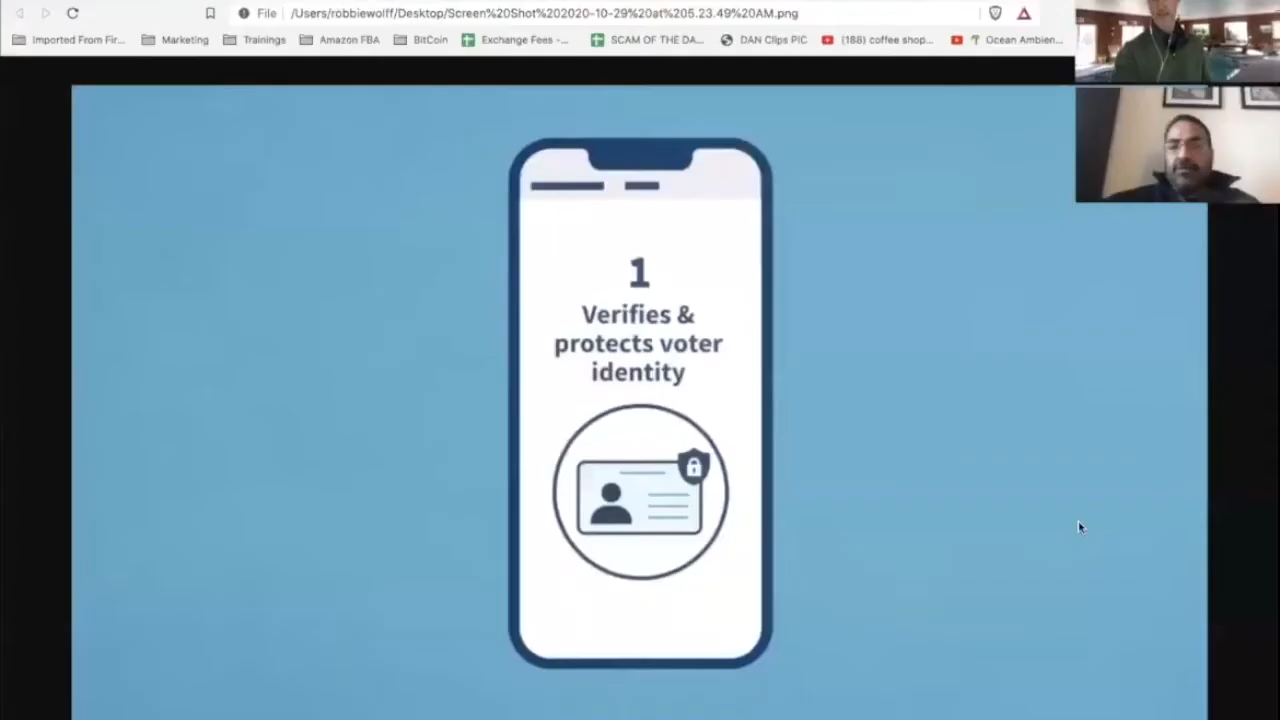 File
/Users/robbiewolff/Desktop/Screen%20Shot%202020-10-29%20at%205.23.49%20AM.png
Imported From Fir...
Marketing
Trainings
Amazon FBA
BitCoin
Exchange Fees -...
SCAM OF THE DA...
DAN Clips PIC
(188) coffee shop...
Ocean Ambien...
1
Verifies &
protects voter
identity